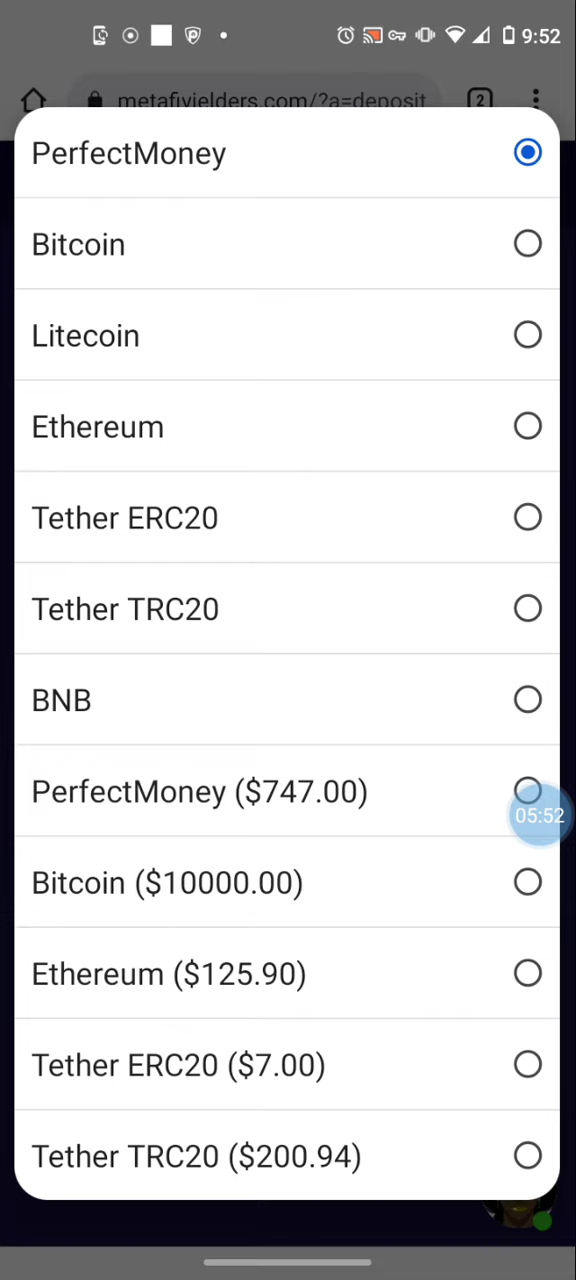 9:52
metafiyielders.com/?a=deposit
2
PerfectMoney
Bitcoin
Litecoin
Ethereum
Tether ERC20
Tether TRC20
BNB
PerfectMoney ($747.00)
05:52
Bitcoin ($10000.00)
Ethereum ($125.90)
Tether ERC20 ($7.00)
Tether TRC20 ($200.94)